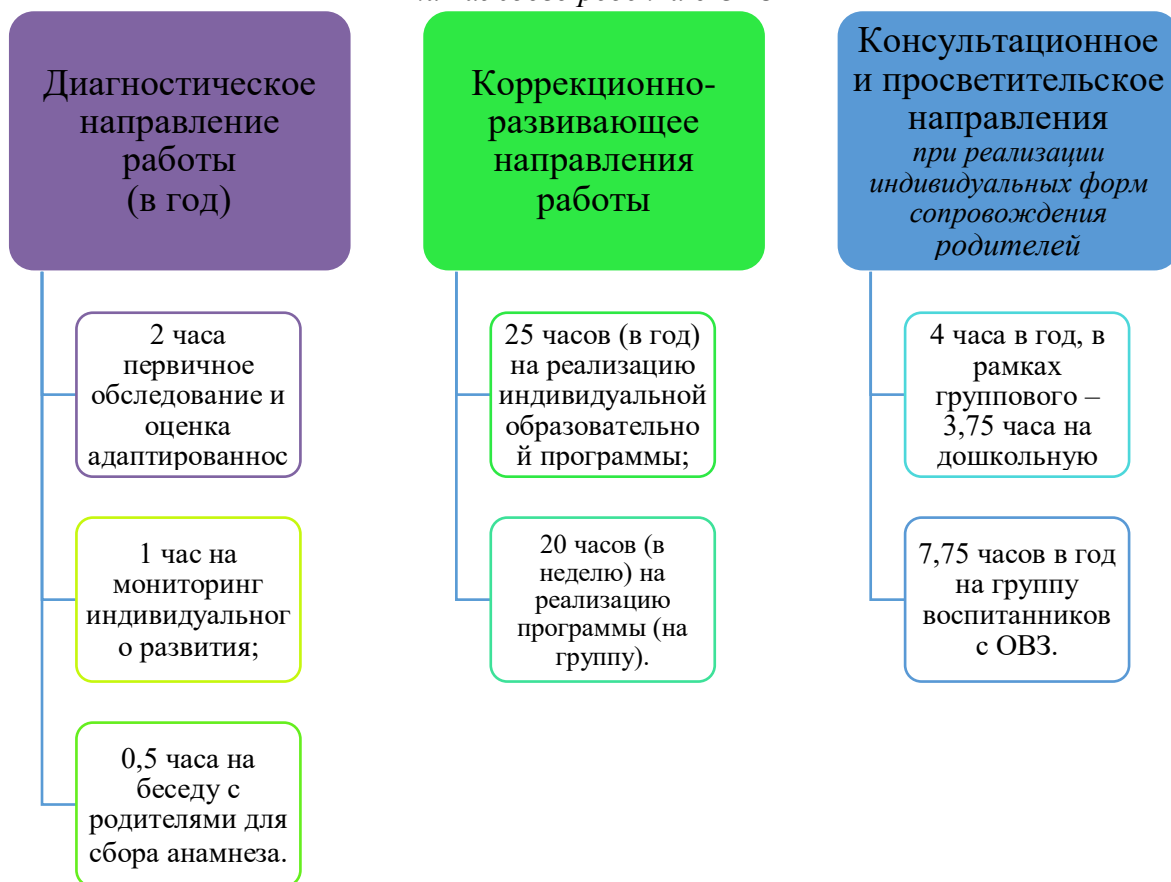 Диагностическое
направление
работы
(в год)
2 часа
первичное
обследование и
оценка
адаптированнос
1 час на
мониторинг
индивидуальног
о развития;
0,5 часа на
беседу с
родителями для
сбора анамнеза.
Коррекционно-
развивающее
направления
работы
25 часов (в год)
на реализацию
индивидуальной
образовательно
й программы;
20 часов (в
неделю) на
реализацию
программы (на
группу).
Консультационное
и просветительское
направления
при реализации
индивидуальных форм
сопровождения
родителей
4 часа в год, в
рамках
группового –
3,75 часа на
дошкольную
7,75 часов в год
на группу
воспитанников
с ОВЗ.